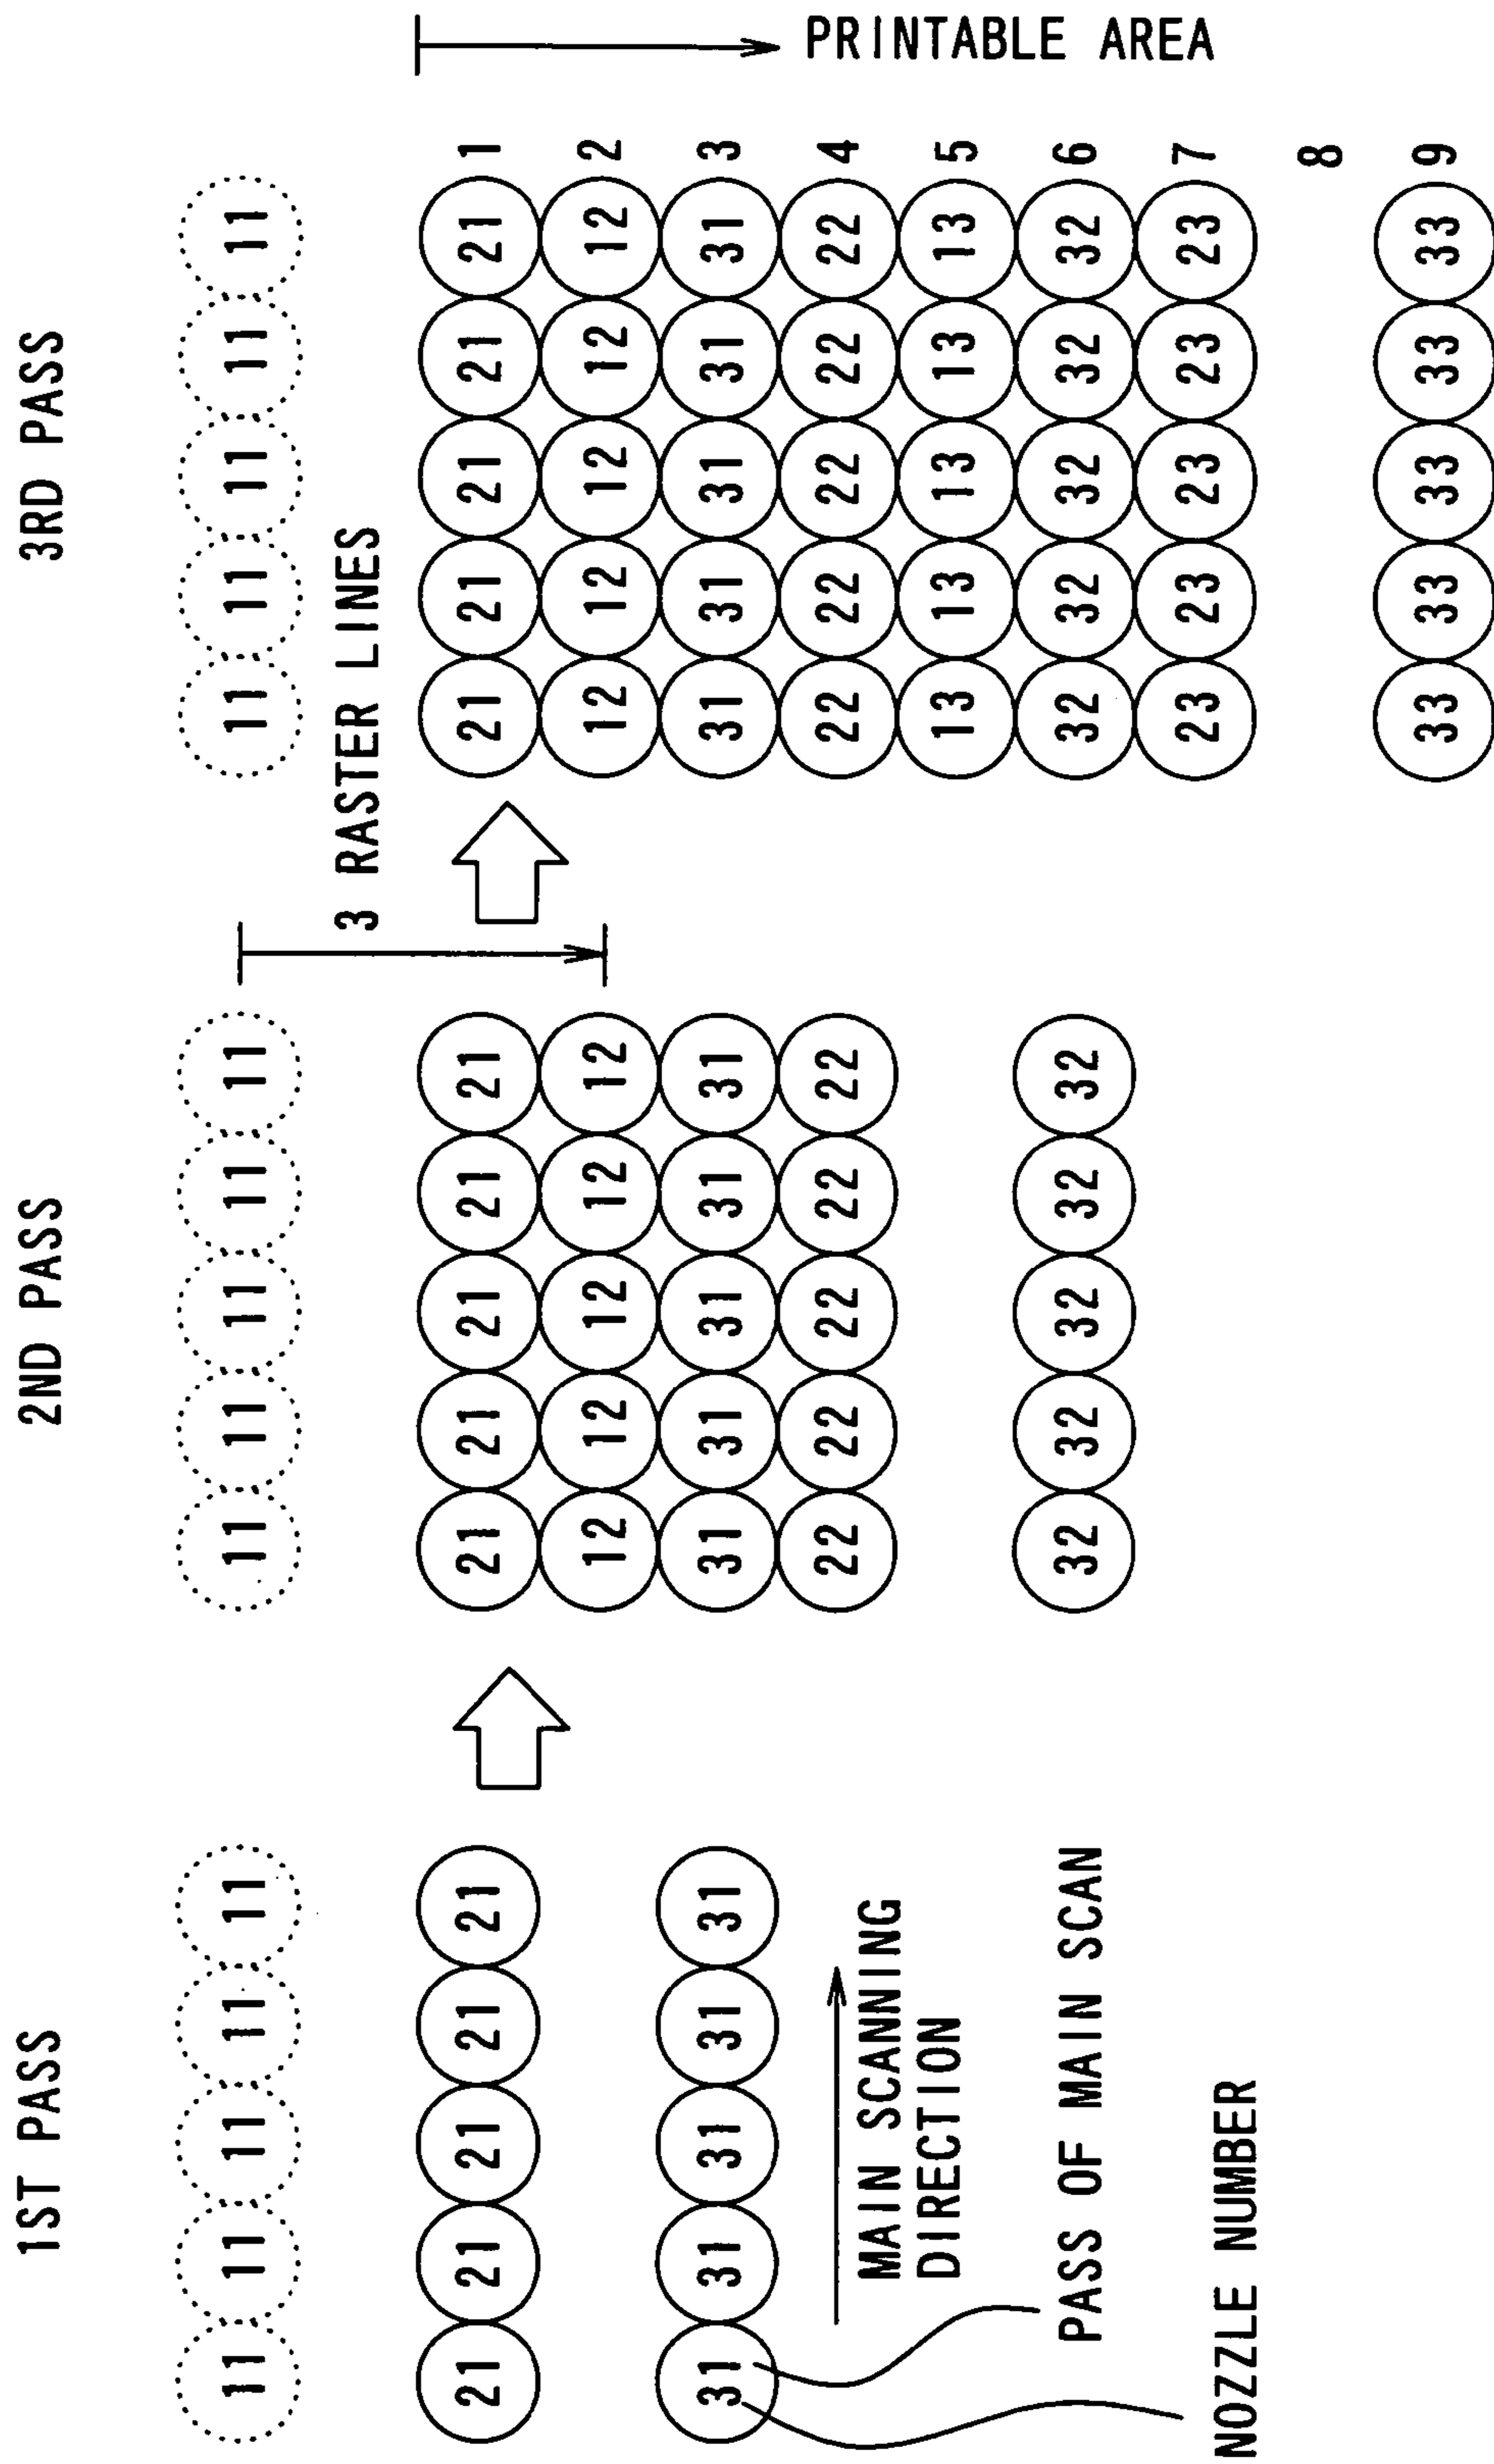 1ST PASS 2ND PASS 3RD PASS
11 11 11 11 11 11 11 11 11 11 11 11 11 11 11
3 RASTER LINES
21 21 21 21 21 21 21 21 21 21 21 21 21 21 21 1
12 12 12 12 12 12 12 12 12 12 2
31 31 31 31 31 31 31 31 31 31 31 31 31 31 31 3
22 22 22 22 22 22 22 22 22 22 4
MAIN SCANNING
DIRECTION
13 13 13 13 13 5
PASS OF MAIN SCAN
32 32 32 32 32 32 32 32 32 32 6
23 23 23 23 23 7
NOZZLE NUMBER
8
33 33 33 33 33 9
PRINTABLE AREA